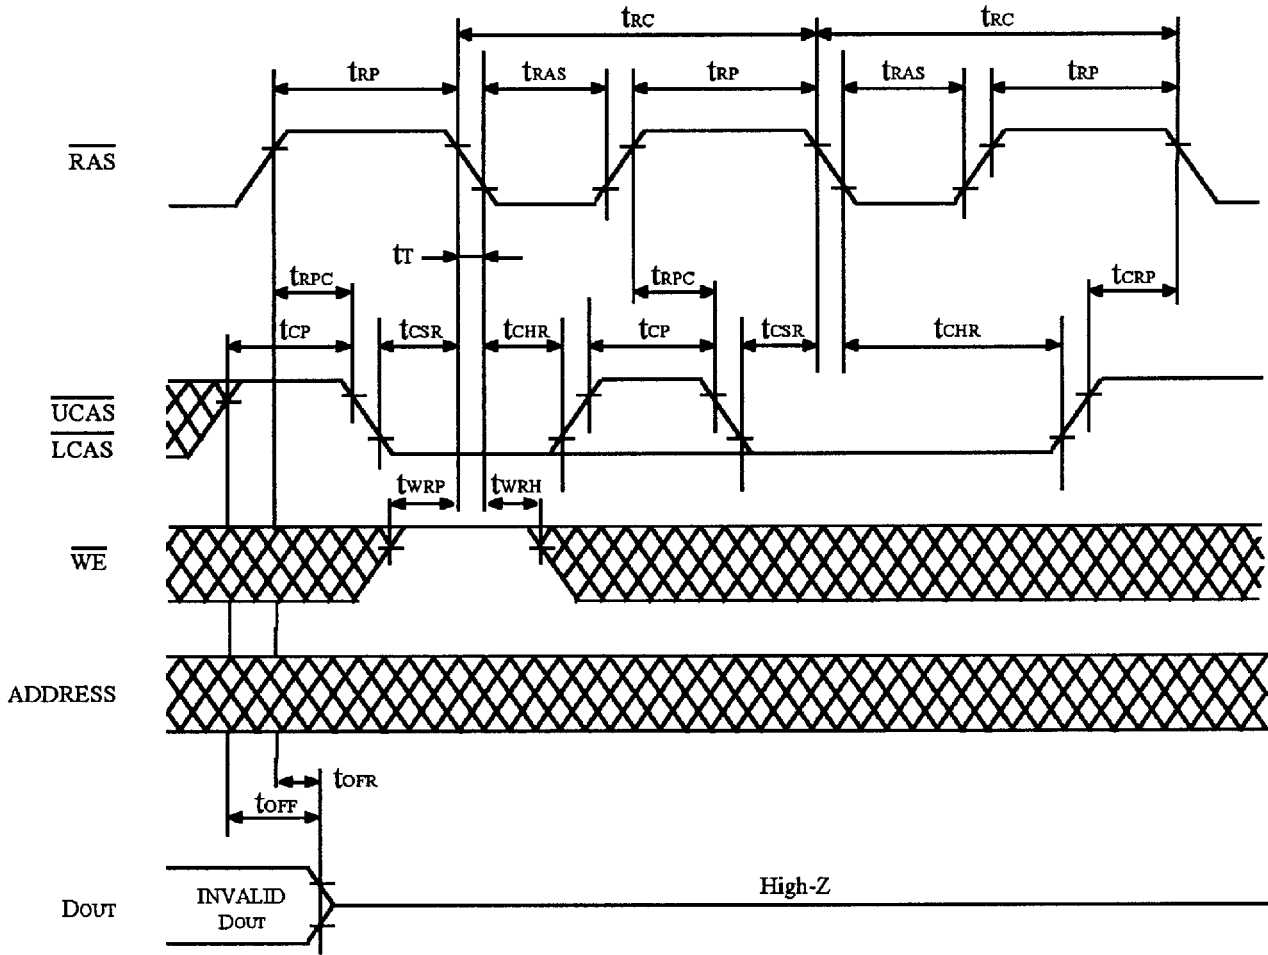 tRC tRC
tRP tRAS tRP tRAS tRP
RAS
tT
tRPC tRPC tCRP
tCP tCSR tCHR tCP tCSR tCHR
UCAS
LCAS
tWRP tWRH
WE
ADDRESS
tOFR
tOFF
High-Z
INVALID
DOUT
DOUT